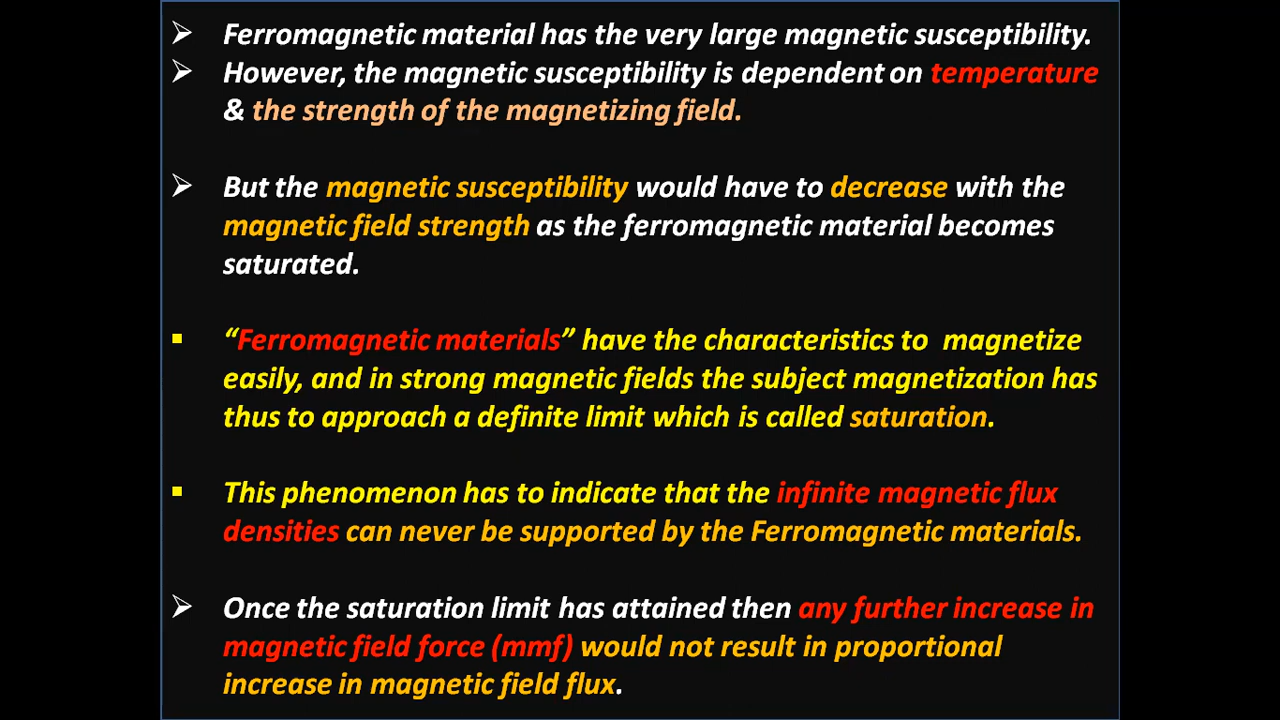 ➢ Ferromagnetic material has the very large magnetic susceptibility.
➢ However, the magnetic susceptibility is dependent on temperature
& the strength of the magnetizing field.
➢ But the magnetic susceptibility would have to decrease with the
magnetic field strength as the ferromagnetic material becomes
saturated.
▪ “Ferromagnetic materials” have the characteristics to magnetize
easily, and in strong magnetic fields the subject magnetization has
thus to approach a definite limit which is called saturation.
▪ This phenomenon has to indicate that the infinite magnetic flux
densities can never be supported by the Ferromagnetic materials.
➢ Once the saturation limit has attained then any further increase in
magnetic field force (mmf) would not result in proportional
increase in magnetic field flux.